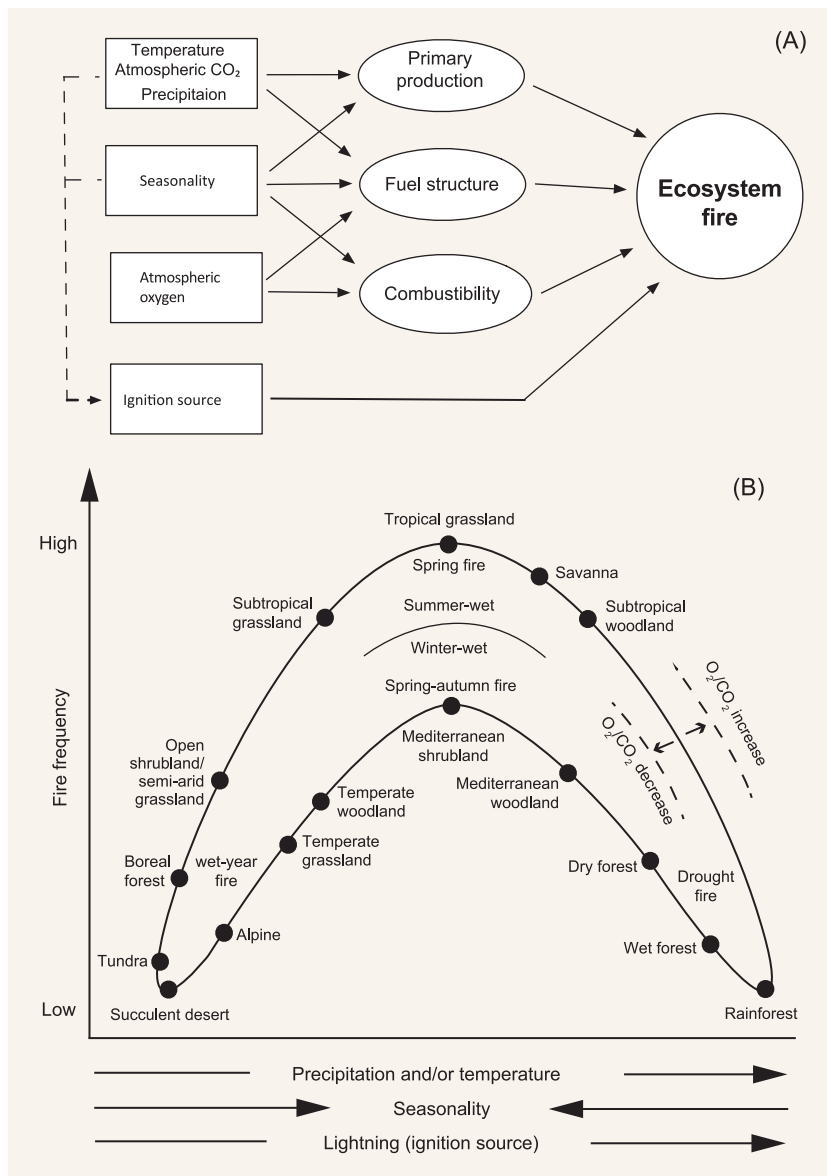 (A)
Temperature
Atmospheric CO₂
Precipitaion
Primary
production
Seasonality
Fuel structure
Ecosystem
fire
Atmospheric
oxygen
Combustibility
Ignition source
(B)
Fire frequency
High
Low
Tropical grassland
Spring fire
Savanna
Subtropical
grassland
Summer-wet
Subtropical
woodland
Winter-wet
Spring-autumn fire
O₂/CO₂ increase
O₂/CO₂ decrease
Mediterranean
shrubland
Open
shrubland/
semi-arid
grassland
Mediterranean
woodland
Temperate
woodland
Temperate
grassland
Boreal
forest
wet-year
fire
Dry forest
Drought
fire
Alpine
Wet forest
Tundra
Succulent desert
Rainforest
Precipitation and/or temperature
Seasonality
Lightning (ignition source)